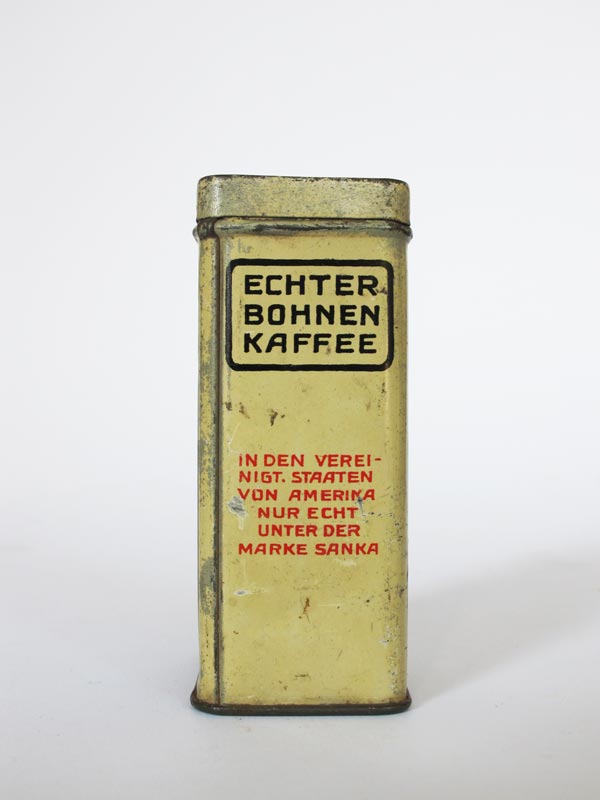 ECHTER
BOHNEN
KAFFEE
IN DEN VEREI-
NIGT. STAATEN
VON AMERIKA
NUR ECHT
UNTER DER
MARKE SANKA